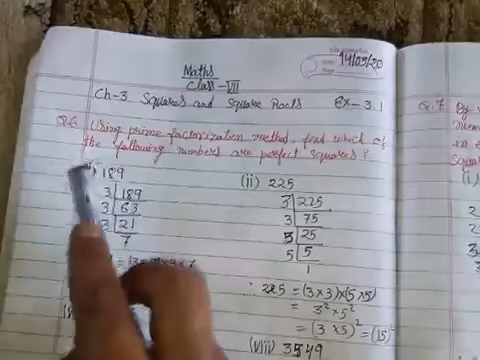 14/05/20
Maths
Class - VII
Ch-3 Squares and Square Roots Ex-3.1
Q.6 Using prime factorization method, find which of
the following numbers are perfect squares?
189
3 189
3 63
3 21
7
(ii) 225
3 225
3 75
5 25
5 5
1
∴ 225 = (3×3)×(5×5)
= 3² × 5²
= (3 × 5)² = (15)²
(viii) 3549
Q.7 By